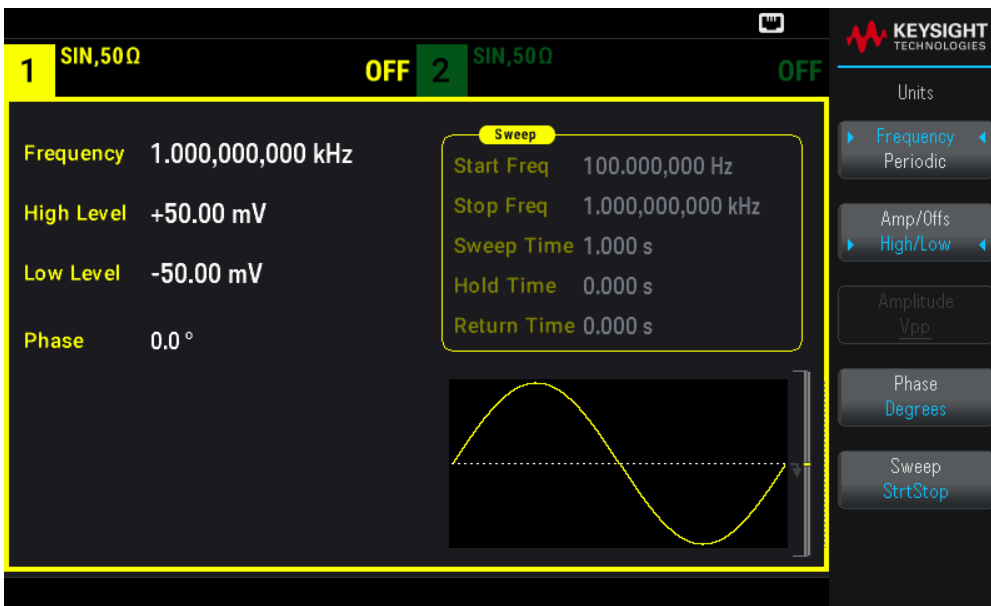 KEYSIGHT
TECHNOLOGIES
1 SIN,50Ω OFF 2 SIN,50Ω OFF
Units
Frequency 1.000,000,000 kHz
High Level +50.00 mV
Low Level -50.00 mV
Phase 0.0 °
Sweep
Start Freq 100.000,000 Hz
Stop Freq 1.000,000,000 kHz
Sweep Time 1.000 s
Hold Time 0.000 s
Return Time 0.000 s
Frequency
Periodic
Amp/Offs
High/Low
Amplitude
Vpp
Phase
Degrees
Sweep
StrtStop